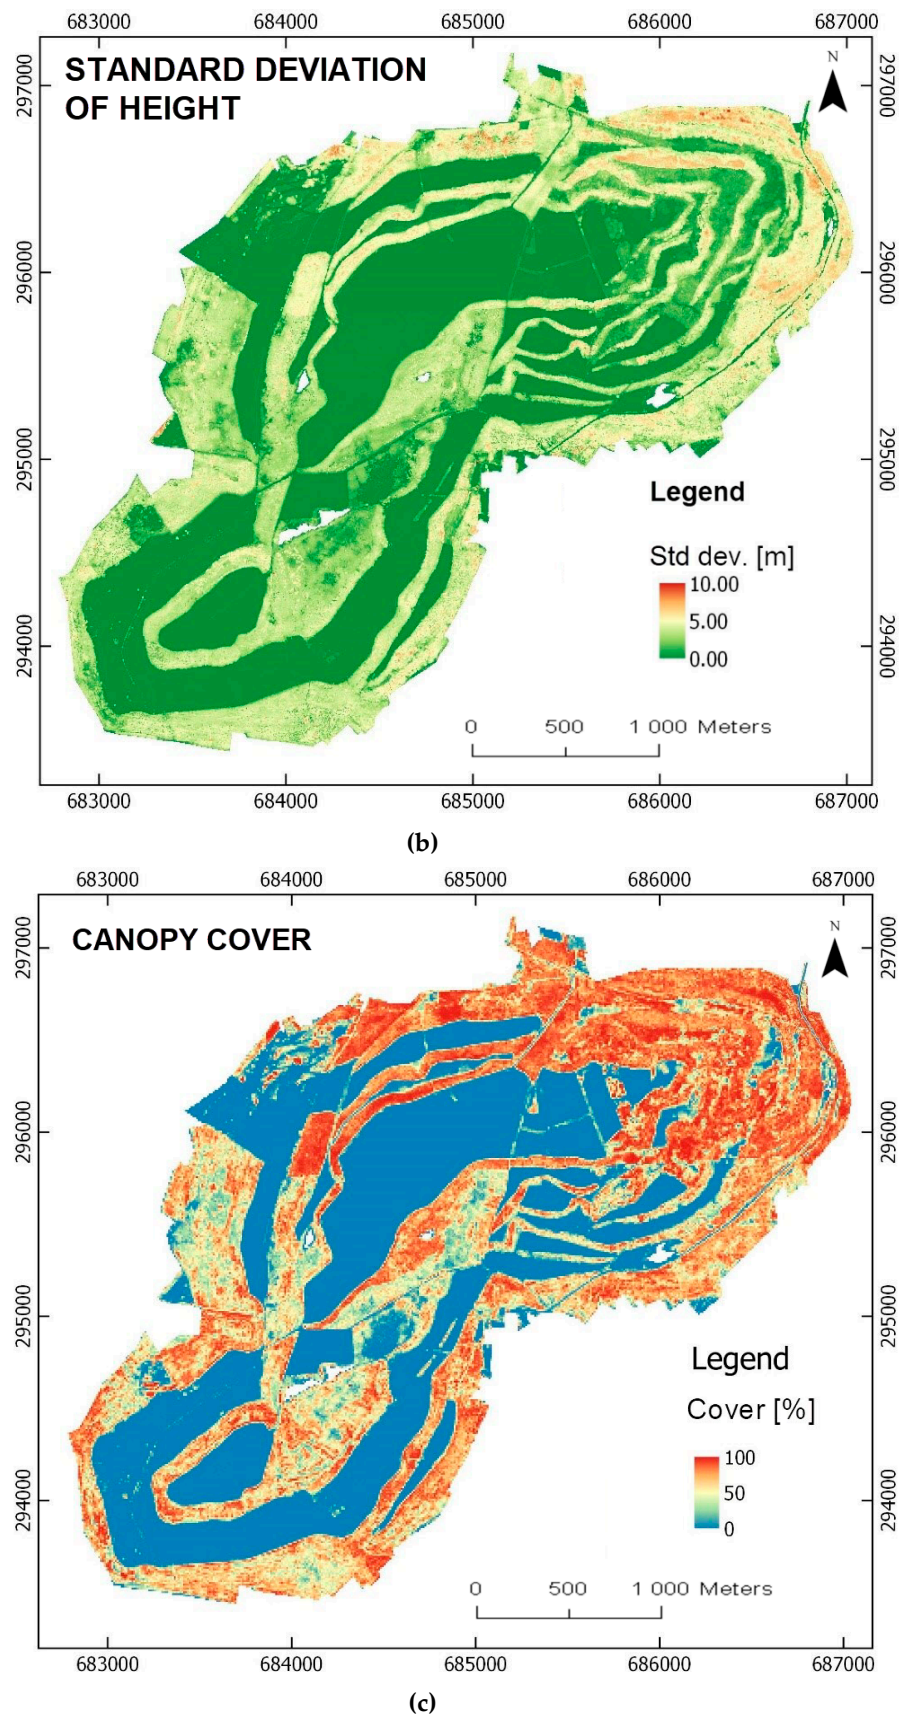 683000 684000 685000 686000 687000
STANDARD DEVIATION
OF HEIGHT
N
297000 297000
296000 296000
295000 295000
Legend
Std dev. [m]
10.00
5.00
0.00
294000 294000
0 500 1 000 Meters
683000 684000 685000 686000 687000
(b)
683000 684000 685000 686000 687000
CANOPY COVER
N
297000 297000
296000 296000
295000 295000
Legend
Cover [%]
100
50
0
294000 294000
0 500 1 000 Meters
683000 684000 685000 686000 687000
(c)